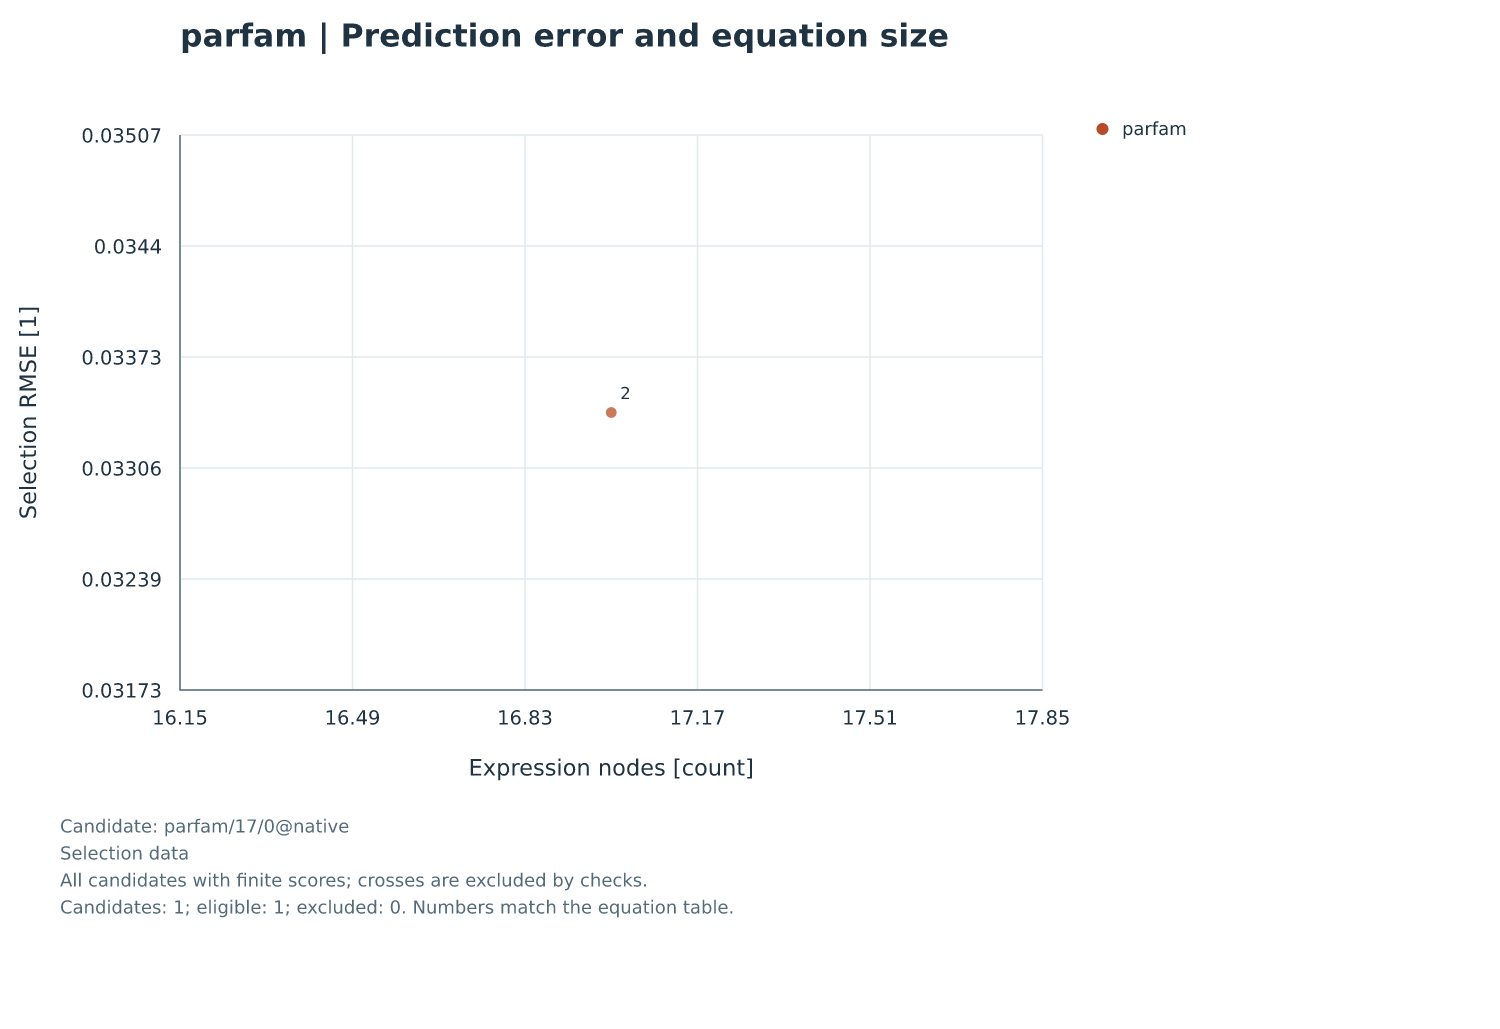 parfam | Prediction error and equation size
parfam
0.03507
0.0344
0.03373
0.03306
0.03239
0.03173
Selection RMSE [1]
2
16.15
16.49
16.83
17.17
17.51
17.85
Expression nodes [count]
Candidate: parfam/17/0@native
Selection data
All candidates with finite scores; crosses are excluded by checks.
Candidates: 1; eligible: 1; excluded: 0. Numbers match the equation table.